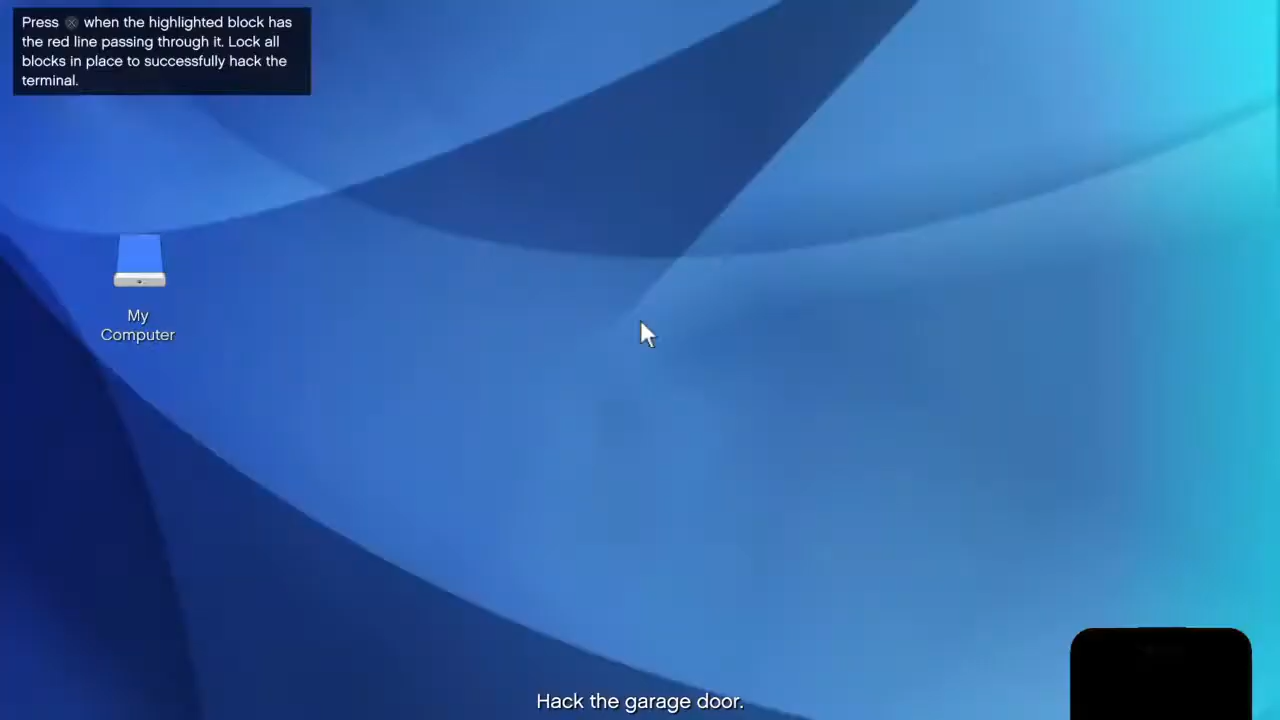 Press ⊗ when the highlighted block has
the red line passing through it. Lock all
blocks in place to successfully hack the
terminal.
My
Computer
Hack the garage door.